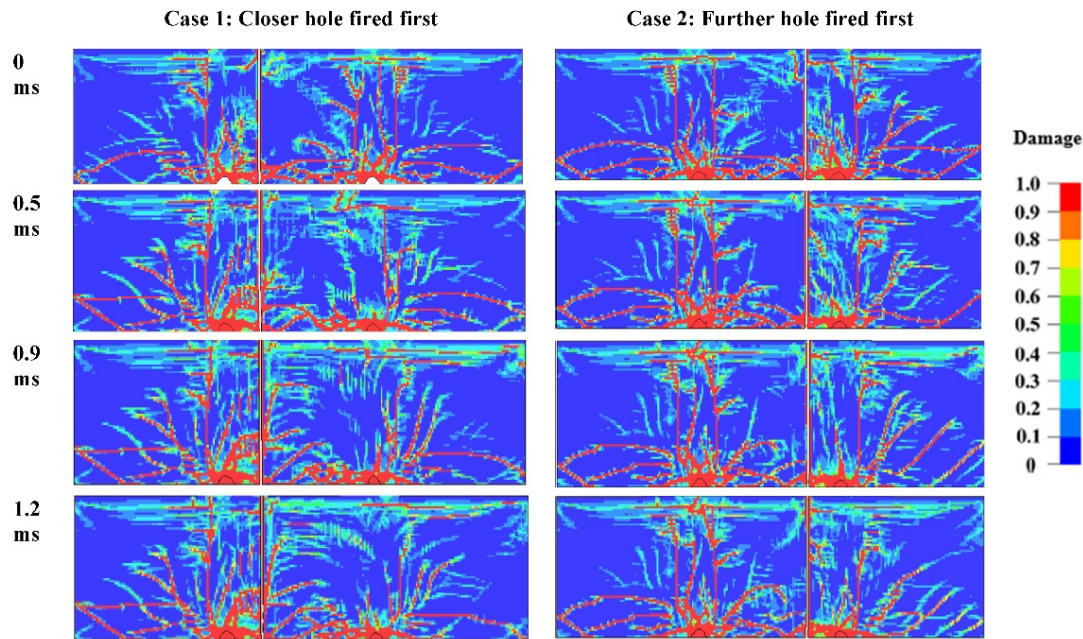 Case 1: Closer hole fired first
Case 2: Further hole fired first
0
ms
0.5
ms
0.9
ms
1.2
ms
Damage
1.0
0.9
0.8
0.7
0.6
0.5
0.4
0.3
0.2
0.1
0